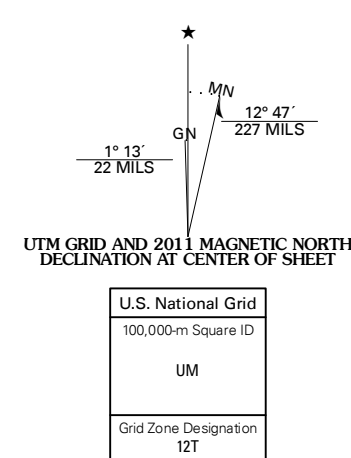 ★
MN
12° 47´
227 MILS
GN
1° 13´
22 MILS
UTM GRID AND 2011 MAGNETIC NORTH
DECLINATION AT CENTER OF SHEET
U.S. National Grid
100,000-m Square ID
UM
Grid Zone Designation
12T